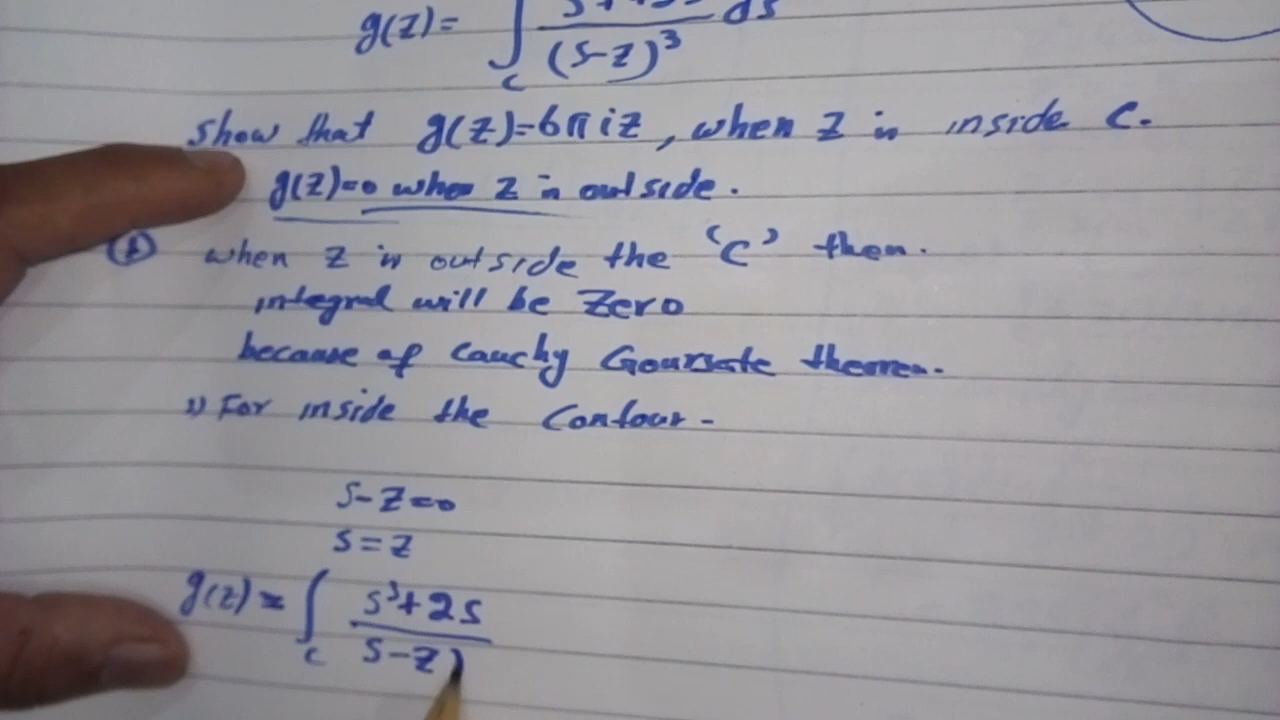 g(z)= ∫c ds / (s-z)³
show that g(z)=6πiz, when z is inside C.
g(z)=0 when z is outside.
when z is outside the 'C' then.
integral will be Zero
because of Cauchy Goursate theorem.
2) For inside the Contour-
s-z=0
s=z
g(z)= ∫c s³+2s / s-z)